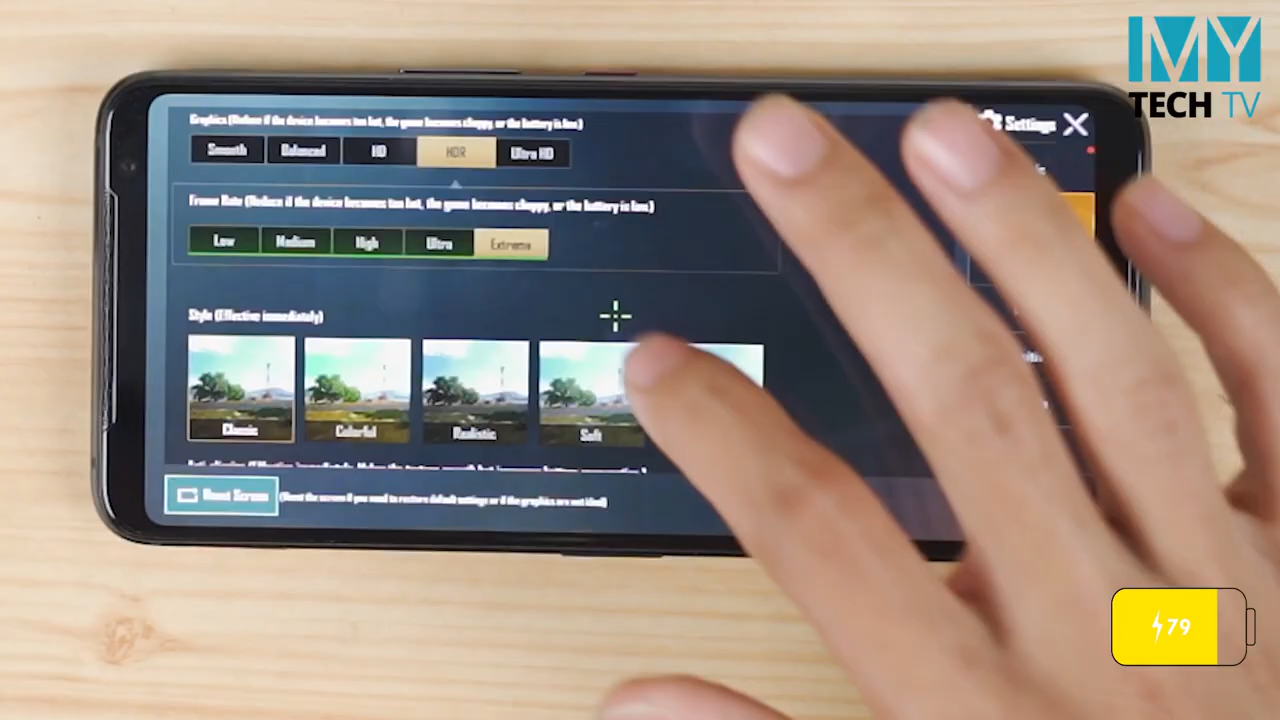 IMY
TECH TV
Settings
Graphics (Reduce if the device becomes too hot, the game becomes choppy, or the battery is low)
Smooth Balanced HD HDR Ultra HD
Frame Rate (Reduce if the device becomes too hot, the game becomes choppy, or the battery is low)
Low Medium High Ultra Extreme
Style (Effective immediately)
Classic Colorful Realistic Soft
Reset Screen (Reset the screen if you need to restore default settings or if the graphics are not ideal)
79